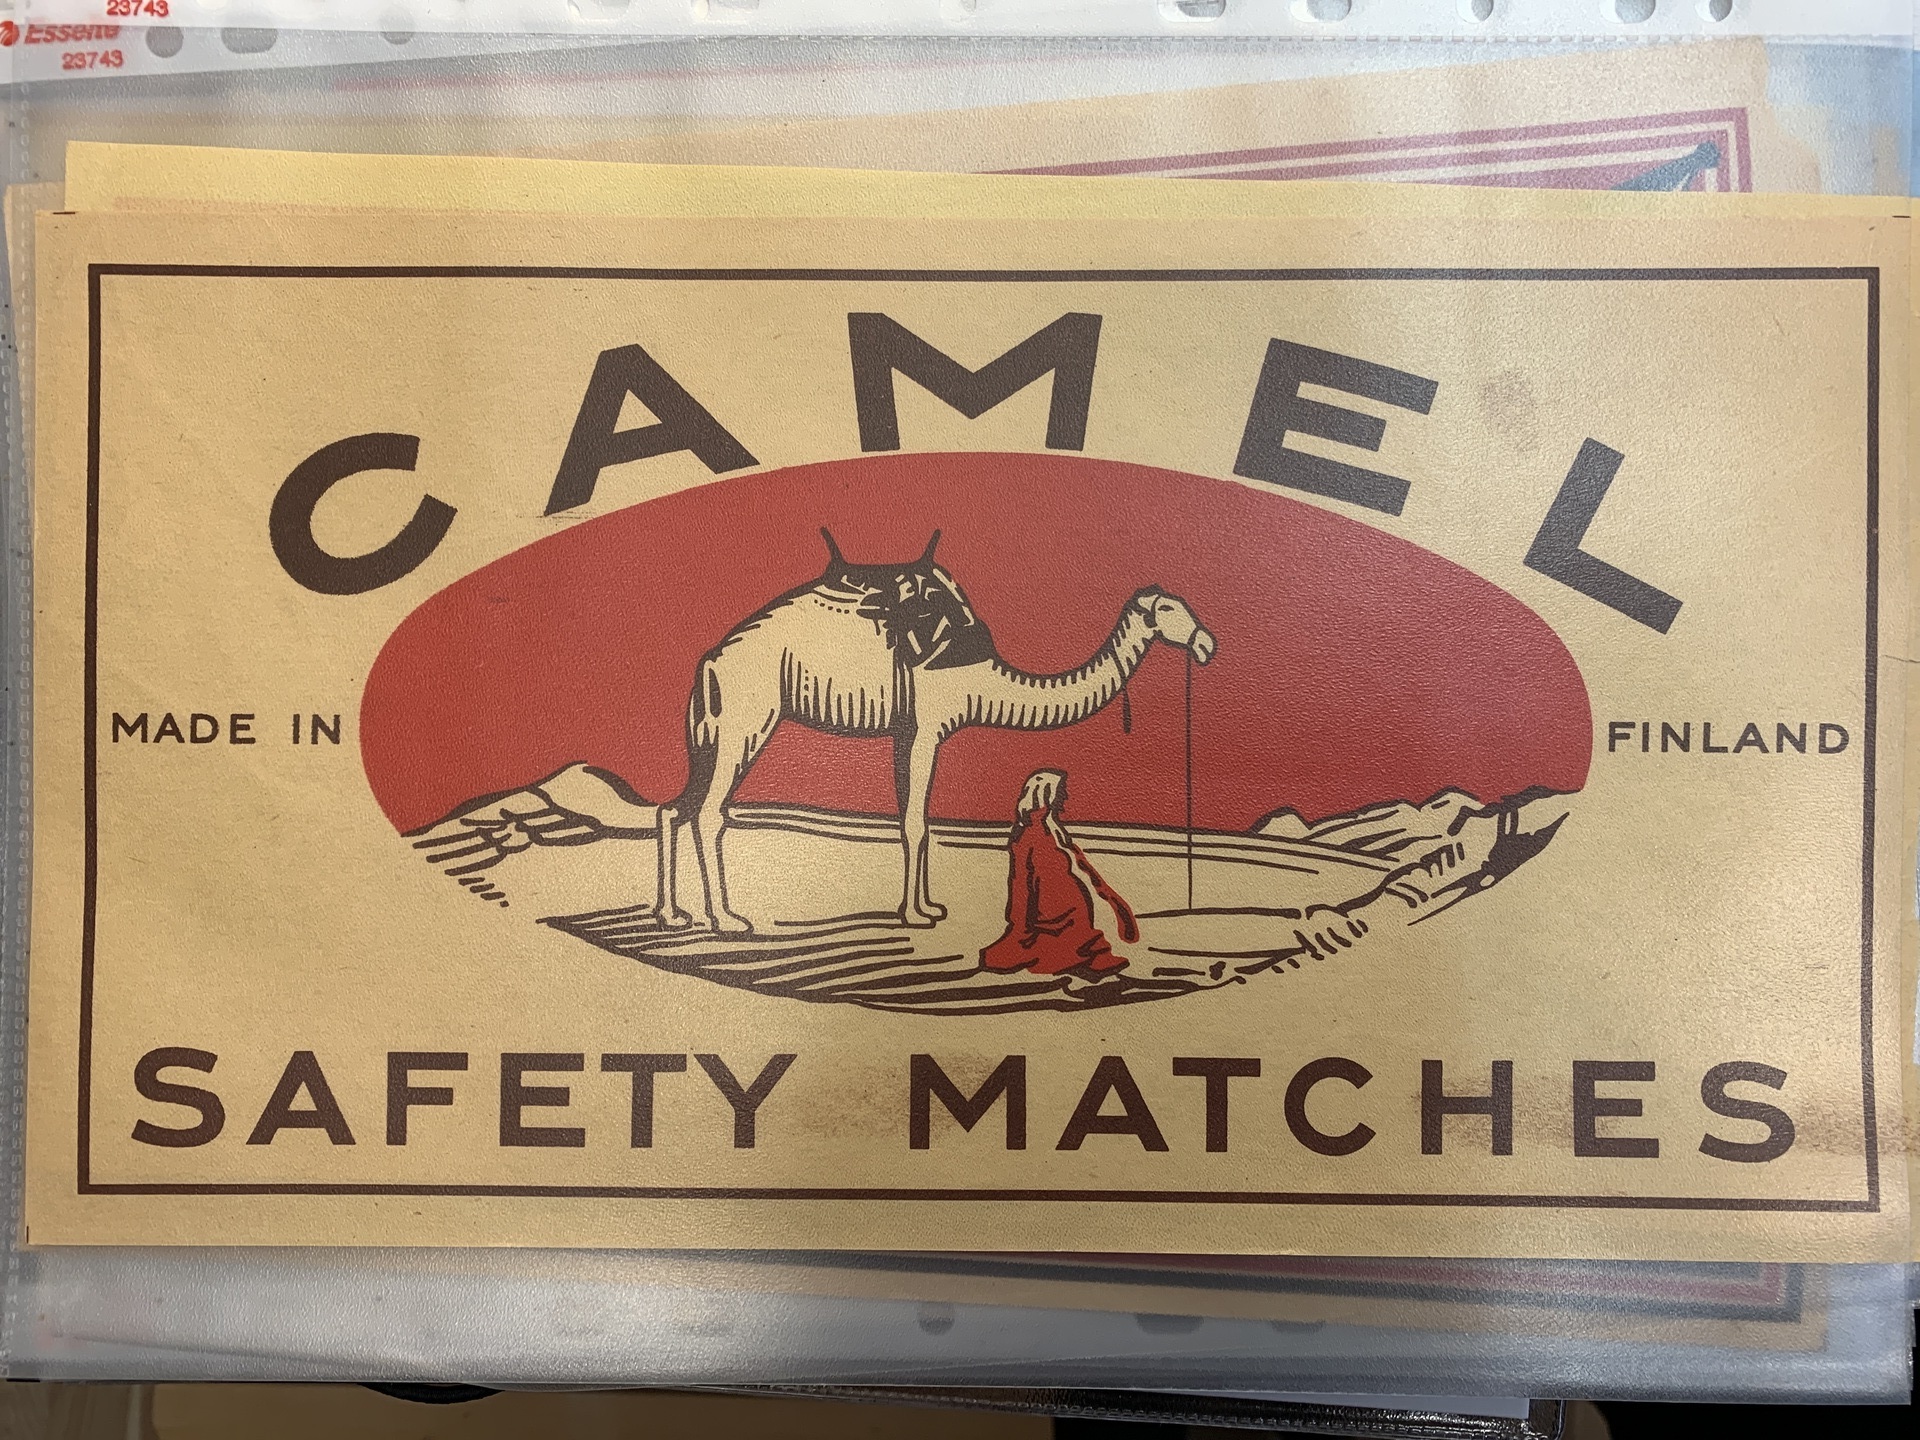 23743
Esselte
23743
CAMEL
MADE IN FINLAND
SAFETY MATCHES